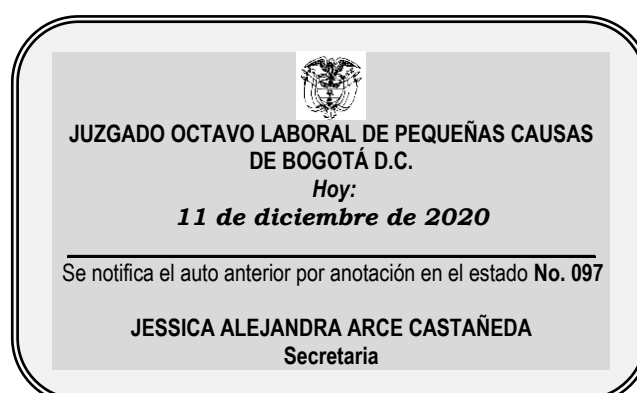 JUZGADO OCTAVO LABORAL DE PEQUEÑAS CAUSAS
DE BOGOTÁ D.C.
Hoy:
11 de diciembre de 2020
Se notifica el auto anterior por anotación en el estado No. 097
JESSICA ALEJANDRA ARCE CASTAÑEDA
Secretaria